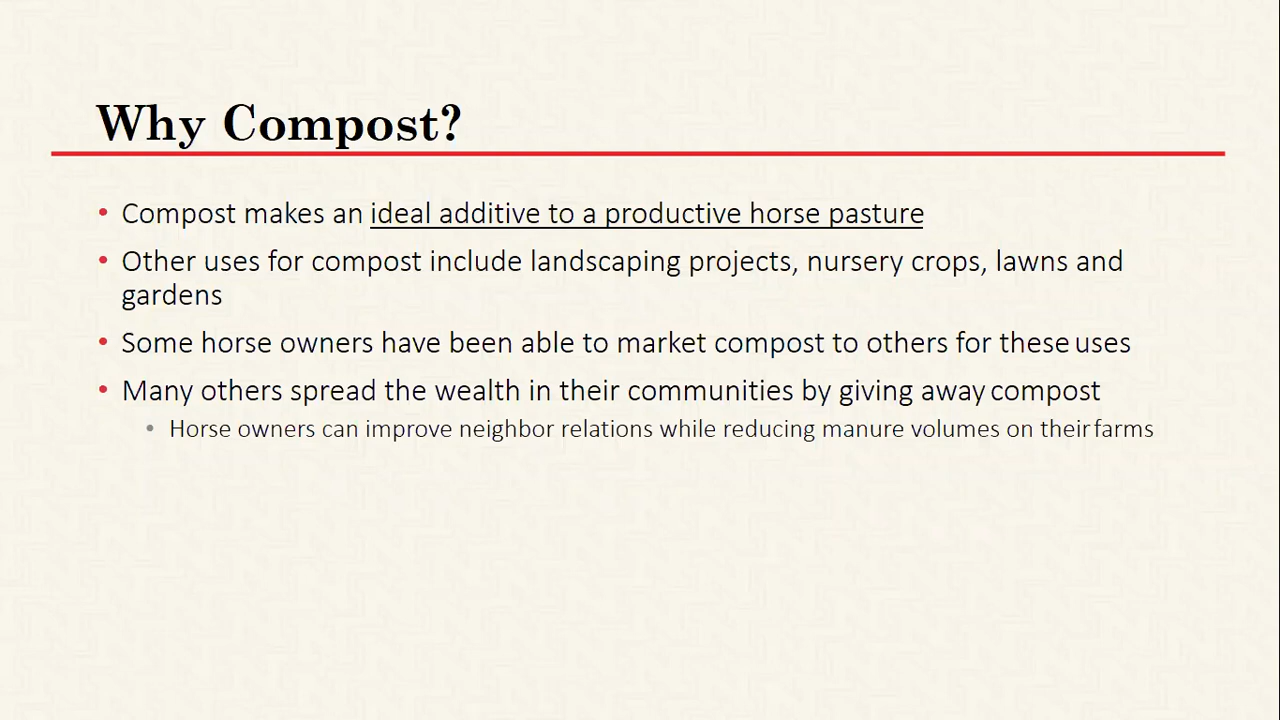 Why Compost?
• Compost makes an ideal additive to a productive horse pasture
• Other uses for compost include landscaping projects, nursery crops, lawns and
gardens
• Some horse owners have been able to market compost to others for these uses
• Many others spread the wealth in their communities by giving away compost
• Horse owners can improve neighbor relations while reducing manure volumes on their farms